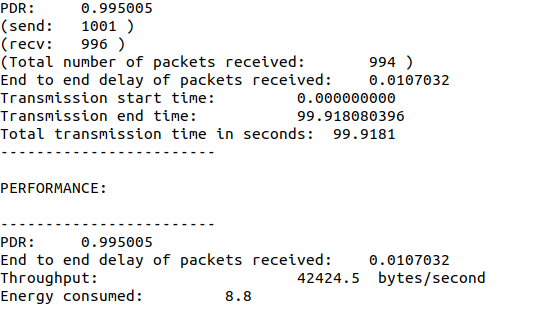 PDR: 0.995005
(send: 1001 )
(recv: 996 )
(Total number of packets received: 994 )
End to end delay of packets received: 0.0107032
Transmission start time: 0.000000000
Transmission end time: 99.918080396
Total transmission time in seconds: 99.9181
------------------------
PERFORMANCE:
------------------------
PDR: 0.995005
End to end delay of packets received: 0.0107032
Throughput: 42424.5 bytes/second
Energy consumed: 8.8